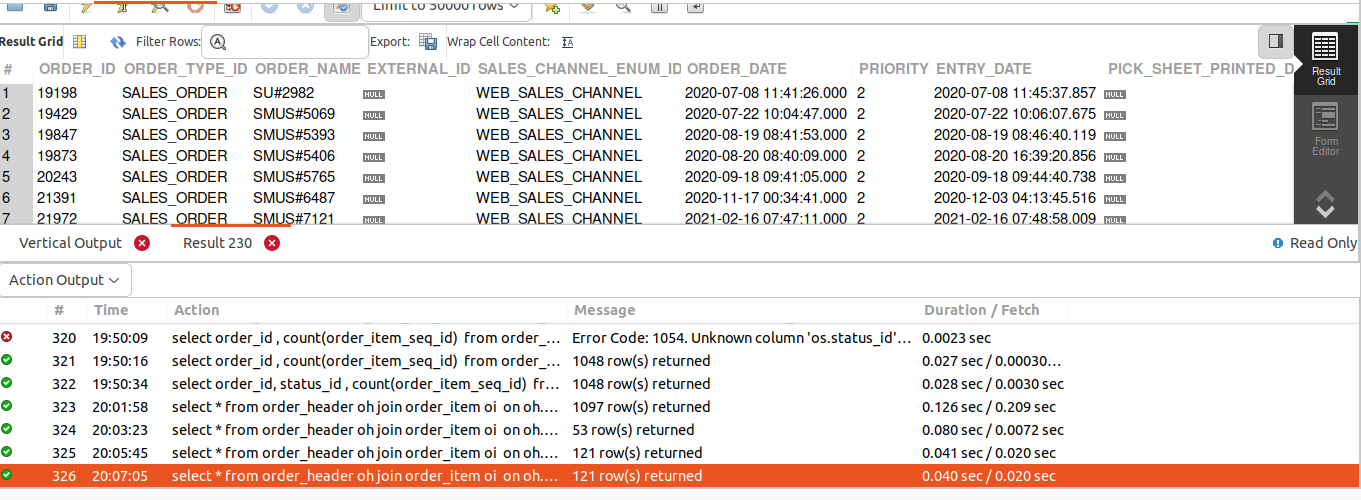 Limit to 50000 rows
Result Grid Filter Rows: Export: Wrap Cell Content:
# ORDER_ID ORDER_TYPE_ID ORDER_NAME EXTERNAL_ID SALES_CHANNEL_ENUM_ID ORDER_DATE PRIORITY ENTRY_DATE PICK_SHEET_PRINTED_D
1 19198 SALES_ORDER SU#2982 NULL WEB_SALES_CHANNEL 2020-07-08 11:41:26.000 2 2020-07-08 11:45:37.857 NULL
2 19429 SALES_ORDER SMUS#5069 NULL WEB_SALES_CHANNEL 2020-07-22 10:04:47.000 2 2020-07-22 10:06:07.675 NULL
3 19847 SALES_ORDER SMUS#5393 NULL WEB_SALES_CHANNEL 2020-08-19 08:41:53.000 2 2020-08-19 08:46:40.119 NULL
4 19873 SALES_ORDER SMUS#5406 NULL WEB_SALES_CHANNEL 2020-08-20 08:40:09.000 2 2020-08-20 16:39:20.856 NULL
5 20243 SALES_ORDER SMUS#5765 NULL WEB_SALES_CHANNEL 2020-09-18 09:41:05.000 2 2020-09-18 09:44:40.738 NULL
6 21391 SALES_ORDER SMUS#6487 NULL WEB_SALES_CHANNEL 2020-11-17 00:34:41.000 2 2020-12-03 04:13:45.516 NULL
7 21972 SALES_ORDER SMUS#7121 NULL WEB_SALES_CHANNEL 2021-02-16 07:47:11.000 2 2021-02-16 07:48:58.009 NULL
Result
Grid
Form
Editor
Vertical Output Result 230 Read Only
Action Output
# Time Action Message Duration / Fetch
320 19:50:09 select order_id , count(order_item_seq_id) from order_... Error Code: 1054. Unknown column 'os.status_id'... 0.0023 sec
321 19:50:16 select order_id , count(order_item_seq_id) from order_... 1048 row(s) returned 0.027 sec / 0.00030...
322 19:50:34 select order_id, status_id , count(order_item_seq_id) fr... 1048 row(s) returned 0.028 sec / 0.0030 sec
323 20:01:58 select * from order_header oh join order_item oi on oh.... 1097 row(s) returned 0.126 sec / 0.209 sec
324 20:03:23 select * from order_header oh join order_item oi on oh.... 53 row(s) returned 0.080 sec / 0.0072 sec
325 20:05:45 select * from order_header oh join order_item oi on oh.... 121 row(s) returned 0.041 sec / 0.020 sec
326 20:07:05 select * from order_header oh join order_item oi on oh.... 121 row(s) returned 0.040 sec / 0.020 sec